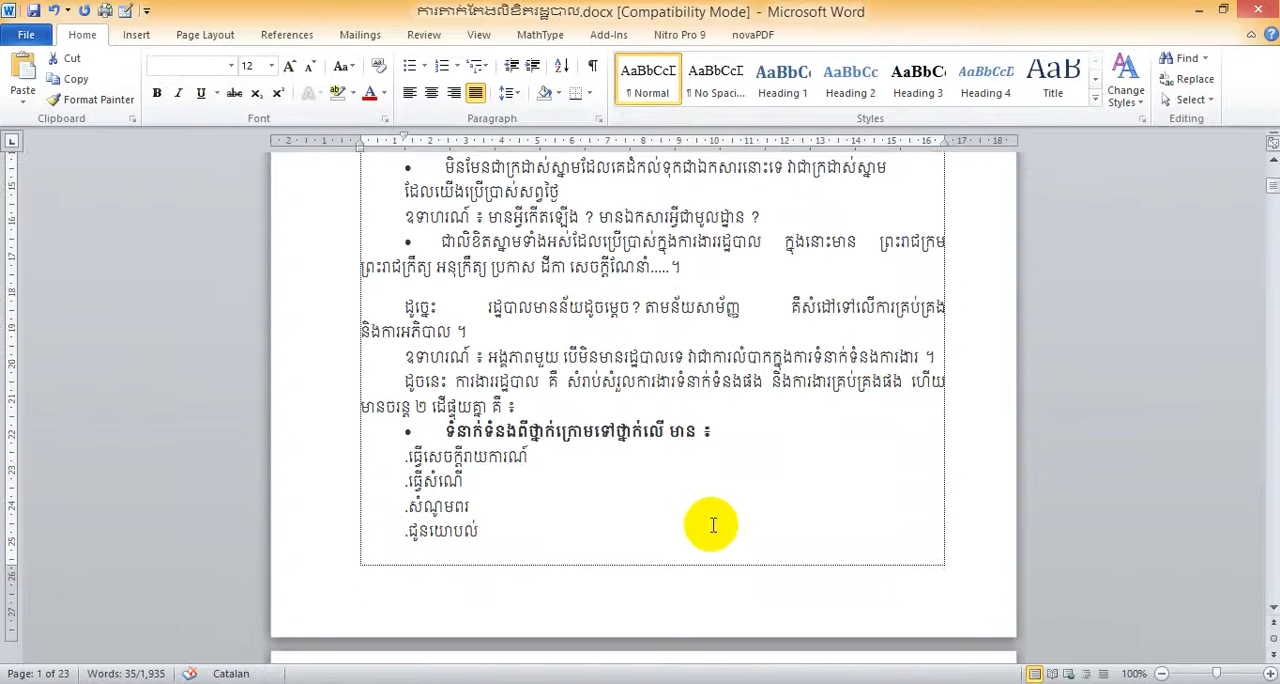 ការតាក់តែងលិខិតរដ្ឋបាល.docx [Compatibility Mode] - Microsoft Word
File Home Insert Page Layout References Mailings Review View MathType Add-Ins Nitro Pro 9 novaPDF
Paste Cut Copy Format Painter
12
AaBbCcI AaBbCcI AaBbC AaBbCc AaBbCc AaBbCcI AaB
¶ Normal ¶ No Spac... Heading 1 Heading 2 Heading 3 Heading 4 Title
Change Styles
Find Replace Select
Clipboard Font Paragraph Styles Editing
• មិនមែនជាក្រដាស់ស្នាមដែលគេដំកល់ទុកជាឯកសារនោះទេ វាជាក្រដាស់ស្នាម
ដែលយើងប្រើប្រាស់សព្វថ្ងៃ
ឧទាហរណ៍ ៖ មានអ្វីកើតឡើង ? មានឯកសារអ្វីជាមូលដ្ឋាន ?
• ជាលិខិតស្នាមទាំងអស់ដែលប្រើប្រាស់ក្នុងការងាររដ្ឋបាល ក្នុងនោះមាន ព្រះរាជក្រម
ព្រះរាជក្រឹត្យ អនុក្រឹត្យ ប្រកាស ដីកា សេចក្តីណែនាំ.....។
ដូច្នេះ រដ្ឋបាលមានន័យដូចម្តេច? តាមន័យសាម័ញ្ញ គឺសំដៅទៅលើការគ្រប់គ្រង
និងការអភិបាល ។
ឧទាហរណ៍ ៖ អង្គភាពមួយ បើមិនមានរដ្ឋបាលទេ វាជាការលំបាកក្នុងការទំនាក់ទំនងការងារ ។
ដូចនេះ ការងាររដ្ឋបាល គឺ សំរាប់សំរួលការងារទំនាក់ទំនងផង និងការងារគ្រប់គ្រងផង ហើយ
មានចរន្ត ២ ដើផ្ទុយគ្នា គឺ ៖
• ទំនាក់ទំនងពីថ្នាក់ក្រោមទៅថ្នាក់លើ មាន ៖
.ធ្វើសេចក្តីរាយការណ៍
.ធ្វើសំណើ
.សំណូមពរ
.ជូនយោបល់
Page: 1 of 23 Words: 35/1,935 Catalan 100%